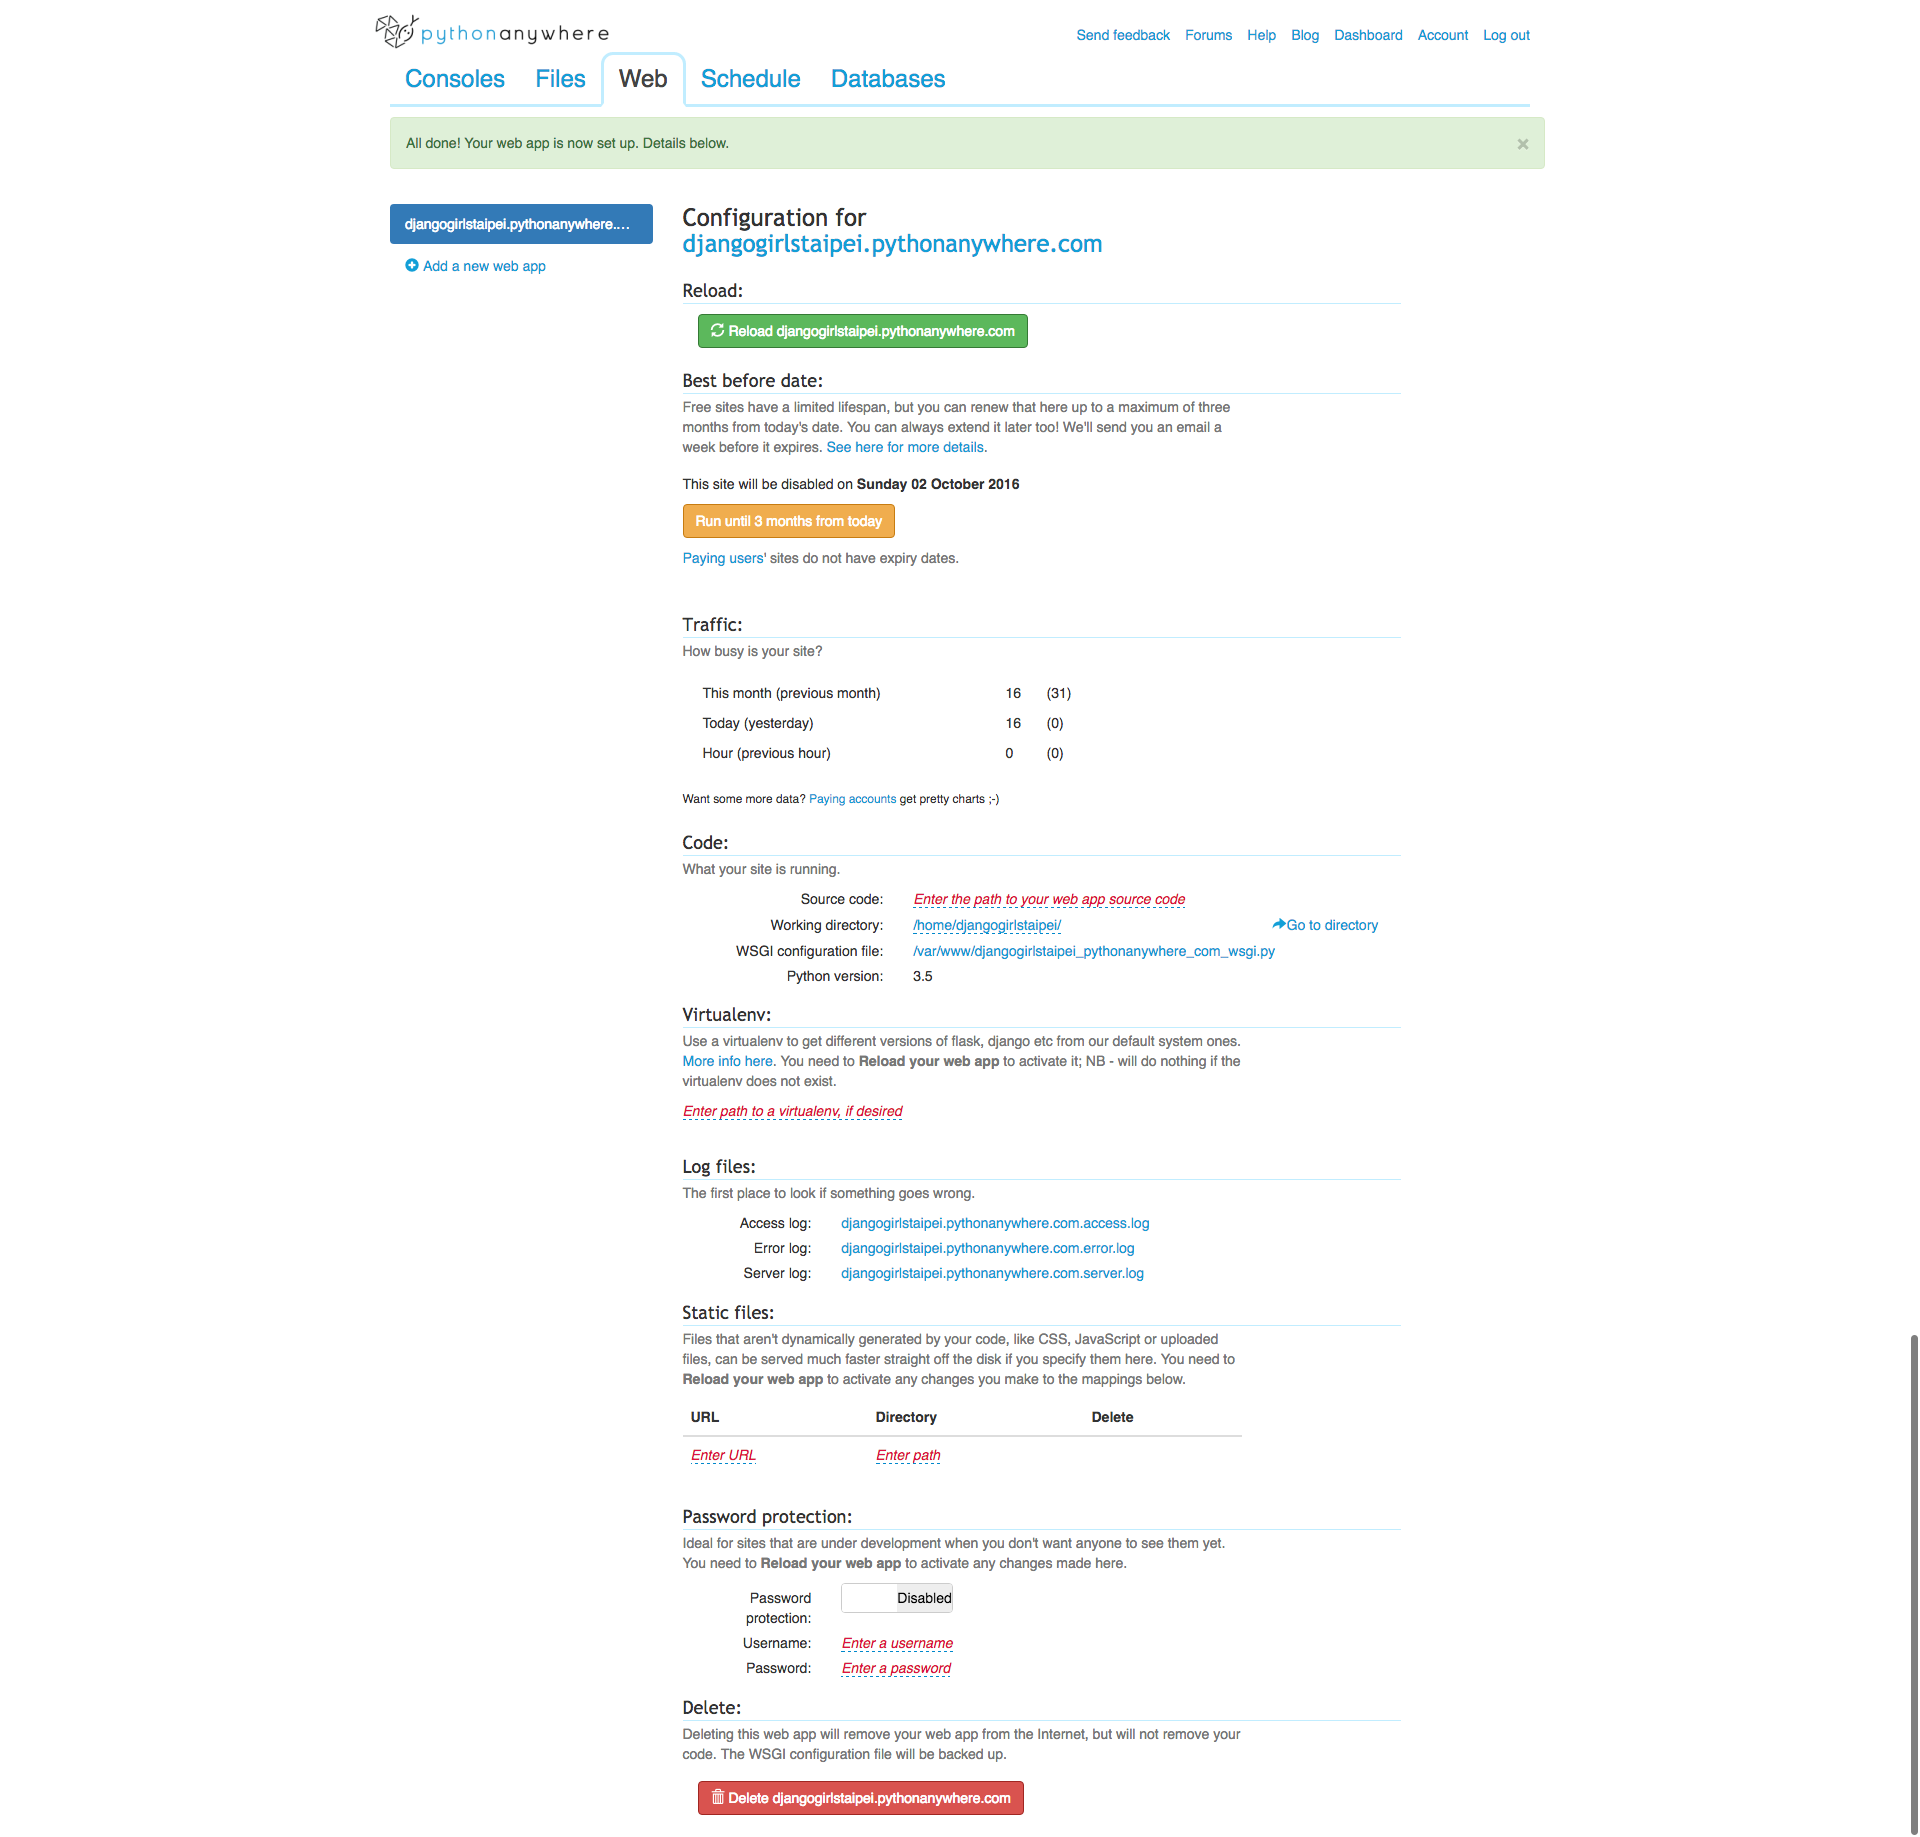 pythonanywhere
Send feedback Forums Help Blog Dashboard Account Log out
Consoles Files Web Schedule Databases
All done! Your web app is now set up. Details below.
×
djangogirlstaipei.pythonanywhere....
Add a new web app
Configuration for
djangogirlstaipei.pythonanywhere.com
Reload:
Reload djangogirlstaipei.pythonanywhere.com
Best before date:
Free sites have a limited lifespan, but you can renew that here up to a maximum of three
months from today's date. You can always extend it later too! We'll send you an email a
week before it expires. See here for more details.
This site will be disabled on Sunday 02 October 2016
Run until 3 months from today
Paying users' sites do not have expiry dates.
Traffic:
How busy is your site?
This month (previous month) 16 (31)
Today (yesterday) 16 (0)
Hour (previous hour) 0 (0)
Want some more data? Paying accounts get pretty charts ;-)
Code:
What your site is running.
Source code: Enter the path to your web app source code
Working directory: /home/djangogirlstaipei/ Go to directory
WSGI configuration file: /var/www/djangogirlstaipei_pythonanywhere_com_wsgi.py
Python version: 3.5
Virtualenv:
Use a virtualenv to get different versions of flask, django etc from our default system ones.
More info here. You need to Reload your web app to activate it; NB - will do nothing if the
virtualenv does not exist.
Enter path to a virtualenv, if desired
Log files:
The first place to look if something goes wrong.
Access log: djangogirlstaipei.pythonanywhere.com.access.log
Error log: djangogirlstaipei.pythonanywhere.com.error.log
Server log: djangogirlstaipei.pythonanywhere.com.server.log
Static files:
Files that aren't dynamically generated by your code, like CSS, JavaScript or uploaded
files, can be served much faster straight off the disk if you specify them here. You need to
Reload your web app to activate any changes you make to the mappings below.
URL Directory Delete
Enter URL Enter path
Password protection:
Ideal for sites that are under development when you don't want anyone to see them yet.
You need to Reload your web app to activate any changes made here.
Password
protection:
Disabled
Username: Enter a username
Password: Enter a password
Delete:
Deleting this web app will remove your web app from the Internet, but will not remove your
code. The WSGI configuration file will be backed up.
Delete djangogirlstaipei.pythonanywhere.com